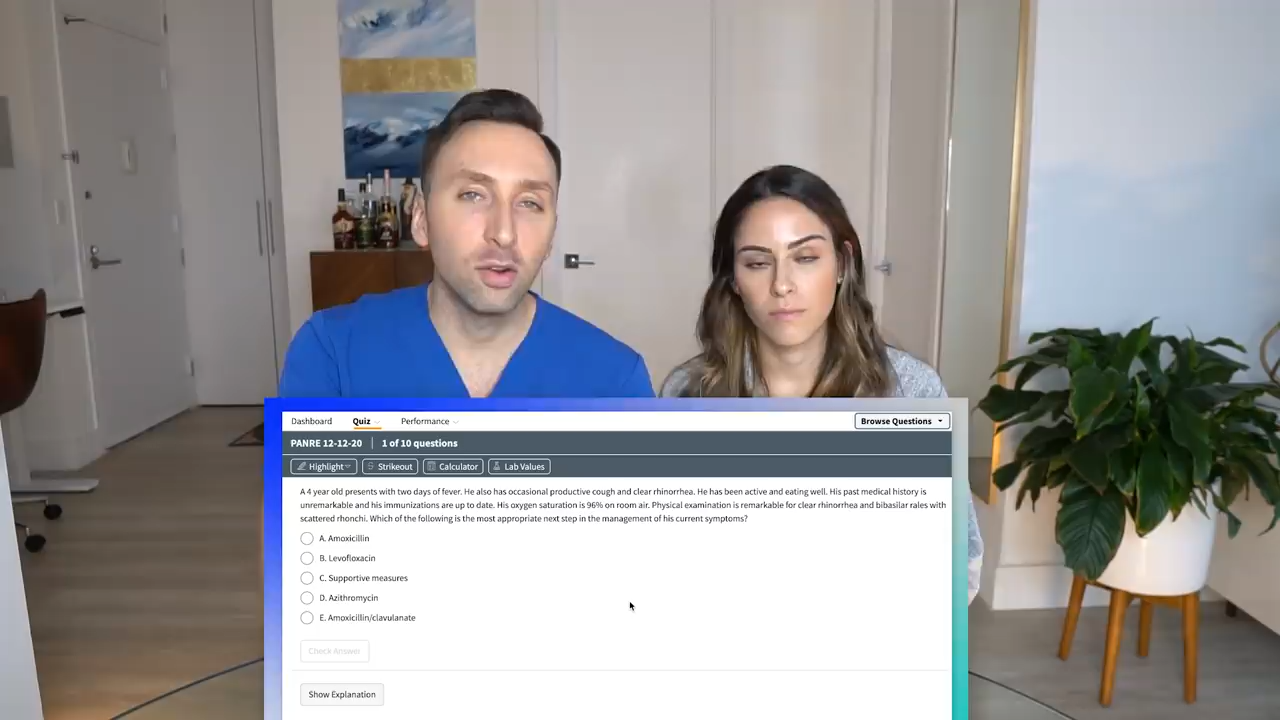 Dashboard Quiz Performance Browse Questions
PANRE 12-12-20 | 1 of 10 questions
Highlight Strikeout Calculator Lab Values
A 4 year old presents with two days of fever. He also has occasional productive cough and clear rhinorrhea. He has been active and eating well. His past medical history is
unremarkable and his immunizations are up to date. His oxygen saturation is 96% on room air. Physical examination is remarkable for clear rhinorrhea and bibasilar rales with
scattered rhonchi. Which of the following is the most appropriate next step in the management of his current symptoms?
A. Amoxicillin
B. Levofloxacin
C. Supportive measures
D. Azithromycin
E. Amoxicillin/clavulanate
Check Answer
Show Explanation